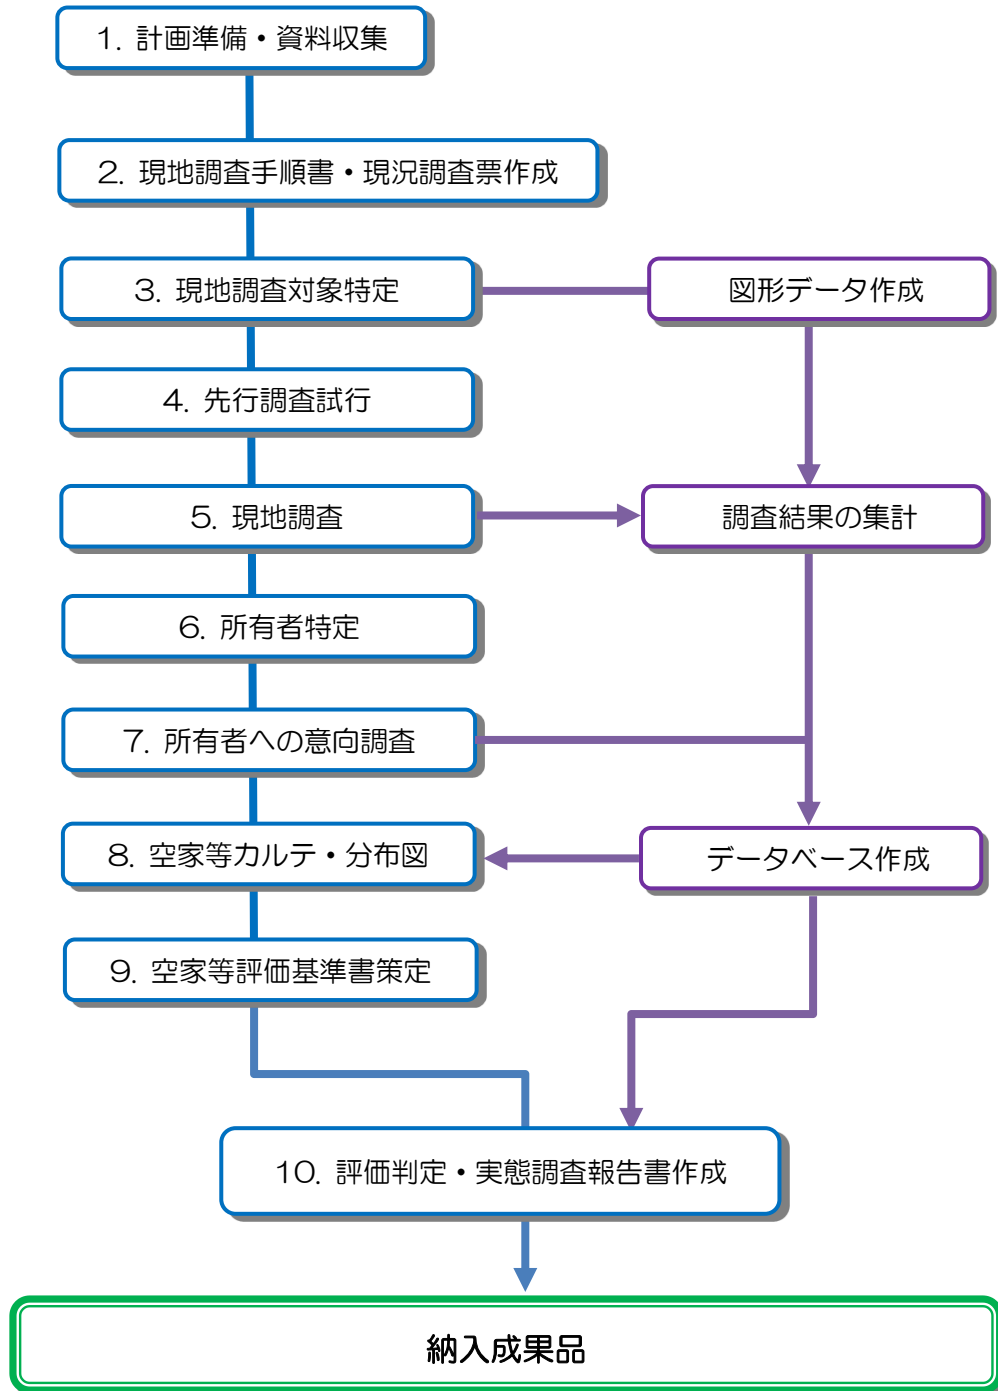 1. 計画準備・資料収集
2. 現地調査手順書・現況調査票作成
3. 現地調査対象特定
図形データ作成
4. 先行調査試行
5. 現地調査
調査結果の集計
6. 所有者特定
7. 所有者への意向調査
8. 空家等カルテ・分布図
データベース作成
9. 空家等評価基準書策定
10. 評価判定・実態調査報告書作成
納入成果品